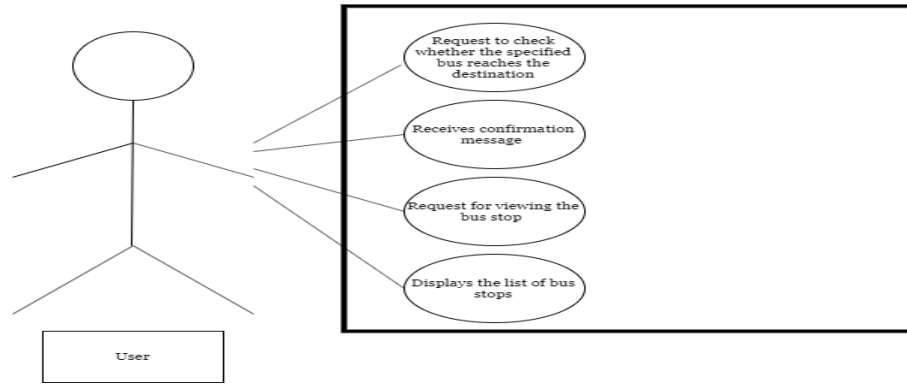 Request to check
whether the specified
bus reaches the
destination
Receives confirmation
message
Request for viewing the
bus stop
Displays the list of bus
stops
User